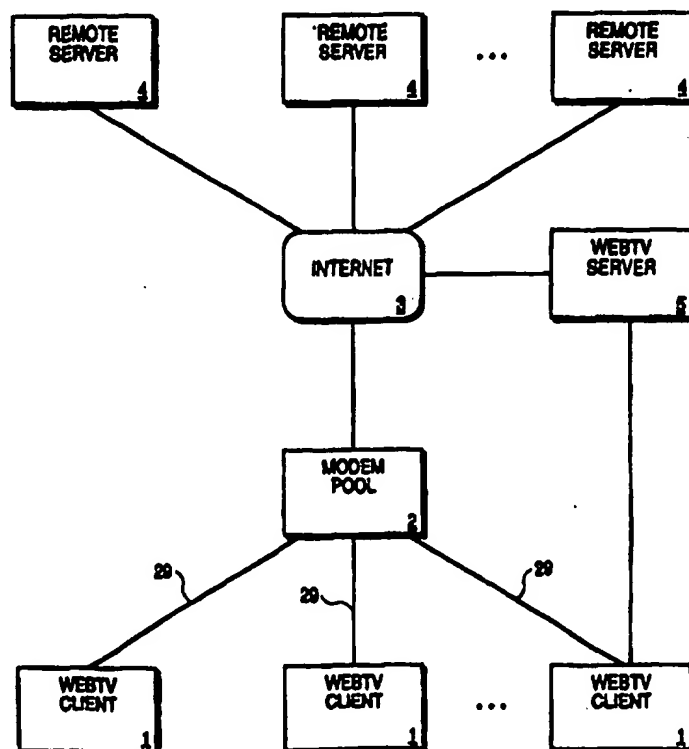 REMOTE
SERVER
4
REMOTE
SERVER
4
...
REMOTE
SERVER
4
INTERNET
3
WEBTV
SERVER
5
MODEM
POOL
2
29
29
29
WEBTV
CLIENT
1
WEBTV
CLIENT
1
...
WEBTV
CLIENT
1